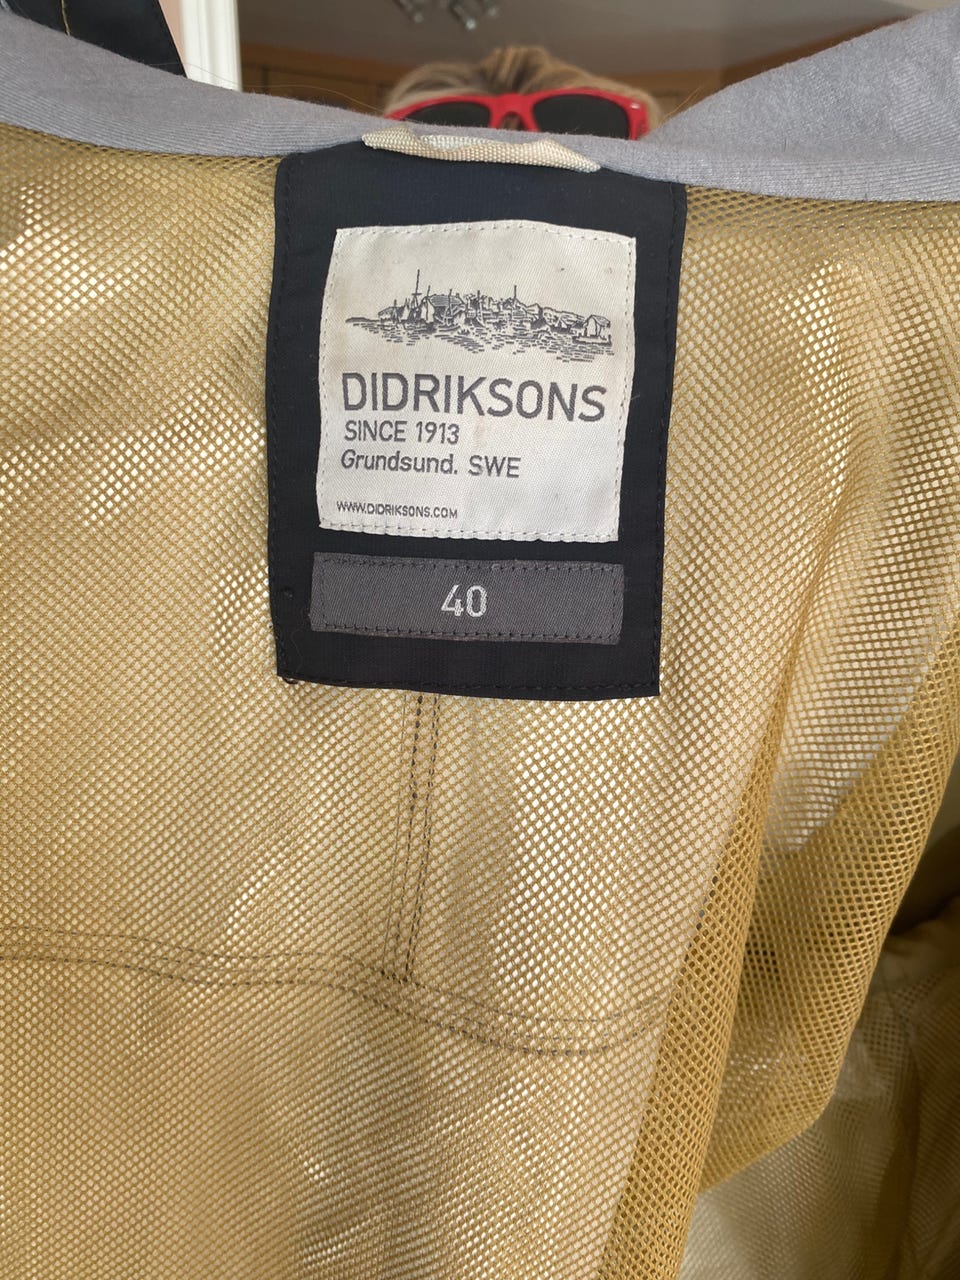 DIDRIKSONS
SINCE 1913
Grundsund. SWE
WWW.DIDRIKSONS.COM
40